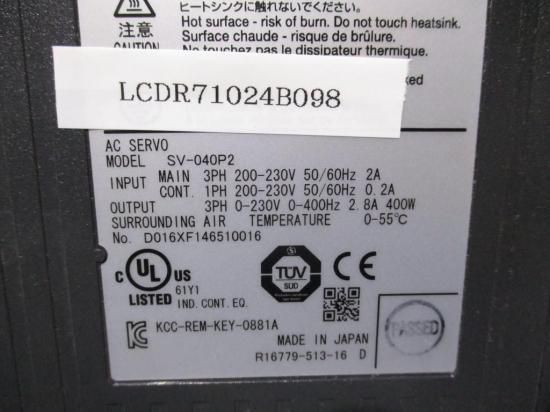 注意
ヒートシンクに触れないでください。
Hot surface - risk of burn. Do not touch heatsink.
Surface chaude - risque de brûlure.
Ne touchez pas le dissipateur thermique.
LCDR71024B098
AC SERVO
MODEL SV-040P2
INPUT MAIN 3PH 200-230V 50/60Hz 2A
CONT. 1PH 200-230V 50/60Hz 0.2A
OUTPUT 3PH 0-230V 0-400Hz 2.8A 400W
SURROUNDING AIR TEMPERATURE 0-55℃
No. D016XF146510016
C UL US
LISTED
61Y1
IND. CONT. EQ.
TÜV
SÜD
CE
KCC-REM-KEY-0881A
MADE IN JAPAN
R16779-513-16 D
PASSED